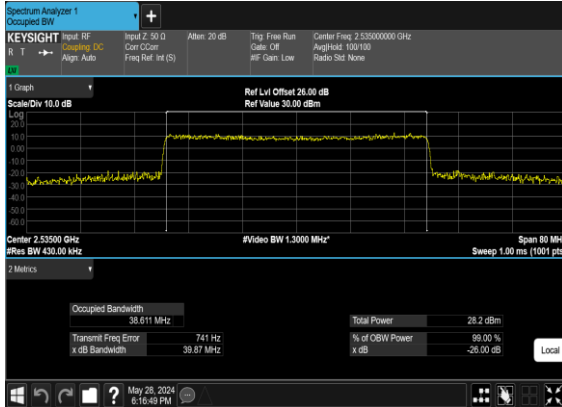 Spectrum Analyzer 1
Occupied BW
+
KEYSIGHT Input: RF Input Z: 50 Ω Atten: 20 dB Trig: Free Run Center Freq: 2.535000000 GHz
R T Coupling: DC Corr CCorr Gate: Off Avg|Hold: 100/100
Align: Auto Freq Ref: Int (S) #IF Gain: Low Radio Std: None
1 Graph
Ref Lvl Offset 26.00 dB
Scale/Div 10.0 dB Ref Value 30.00 dBm
Log
20.0
10.0
0.00
-10.0
-20.0
-30.0
-40.0
-50.0
-60.0
Center 2.53500 GHz #Video BW 1.3000 MHz* Span 80 MH
#Res BW 430.00 kHz Sweep 1.00 ms (1001 pts
2 Metrics
Occupied Bandwidth
38.611 MHz Total Power 28.2 dBm
Transmit Freq Error 741 Hz % of OBW Power 99.00 %
x dB Bandwidth 39.87 MHz x dB -26.00 dB
Local
? May 28, 2024
6:16:49 PM